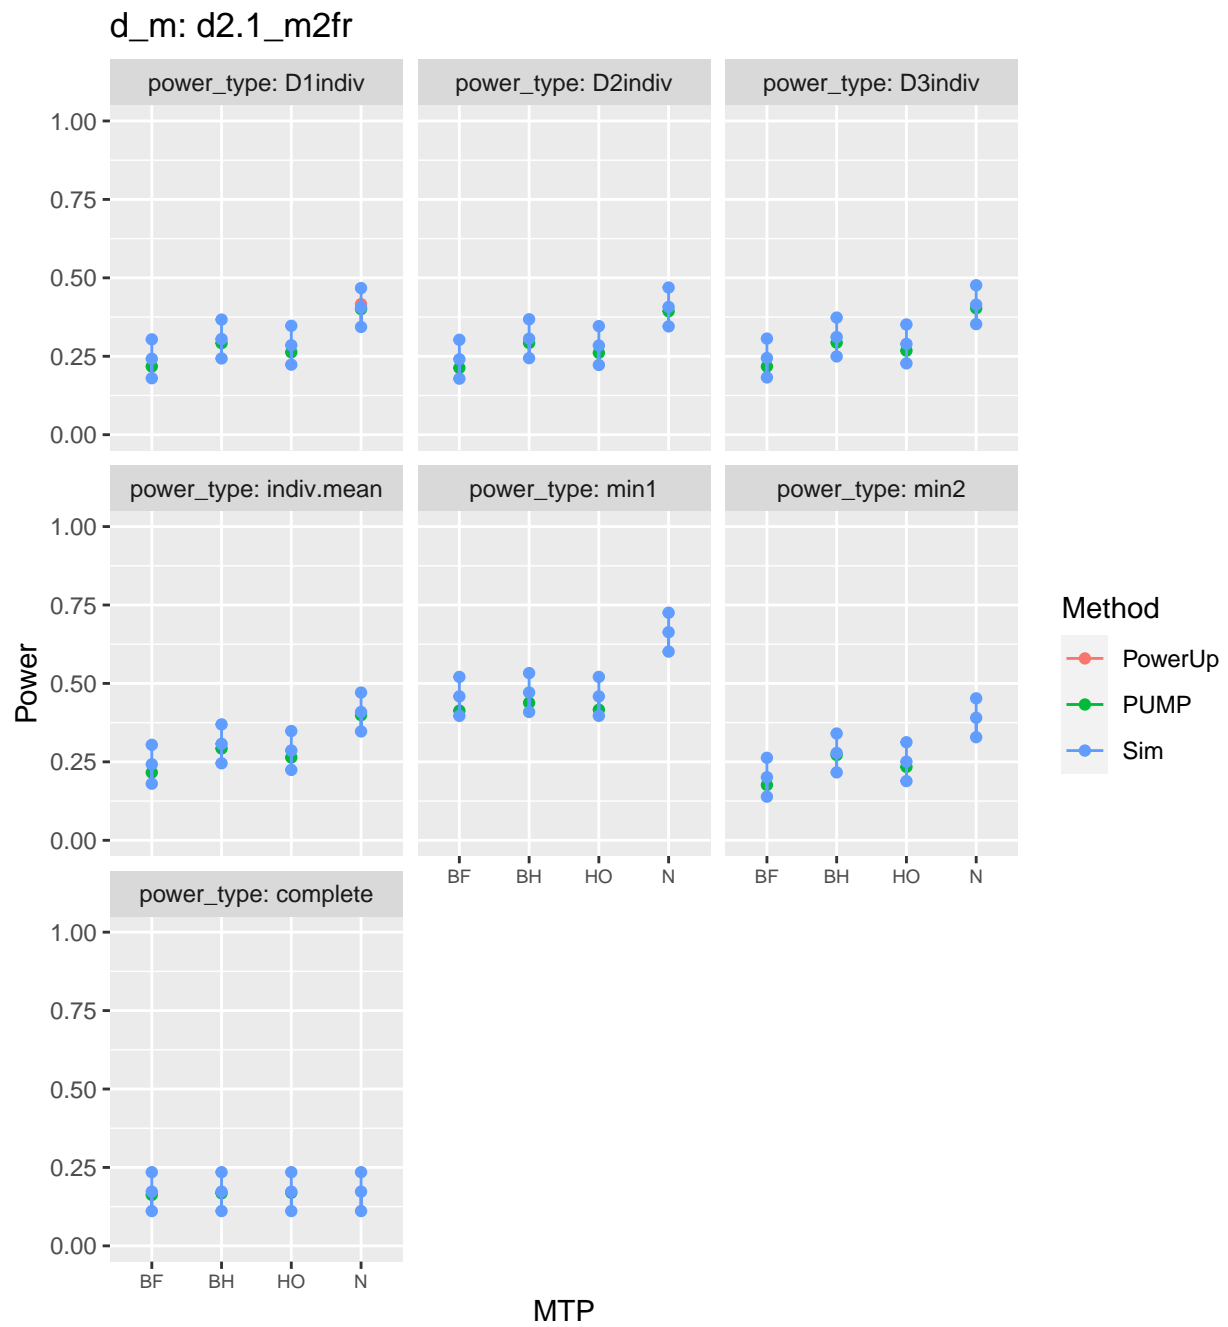 d_m: d2.1_m2fr
power_type: D1indiv
power_type: D2indiv
power_type: D3indiv
1.00
0.75
0.50
0.25
0.00
power_type: indiv.mean
power_type: min1
power_type: min2
1.00
0.75
0.50
0.25
0.00
BF BH HO N
BF BH HO N
power_type: complete
1.00
0.75
0.50
0.25
0.00
BF BH HO N
Power
MTP
Method
PowerUp
PUMP
Sim